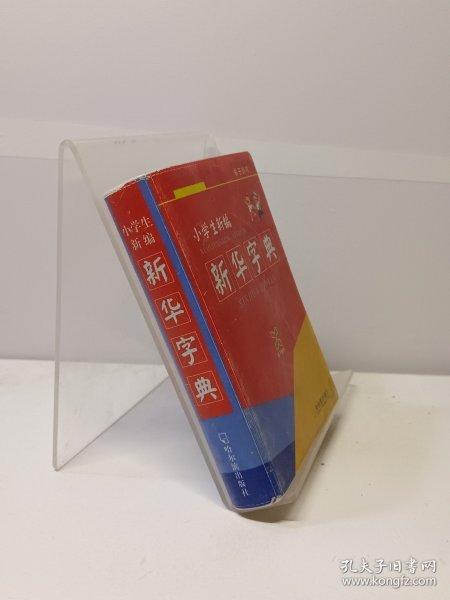 小学生
新编
新华字典
哈尔滨出版社
小学生新编
新华字典
孔夫子旧书网
www.kongfz.com